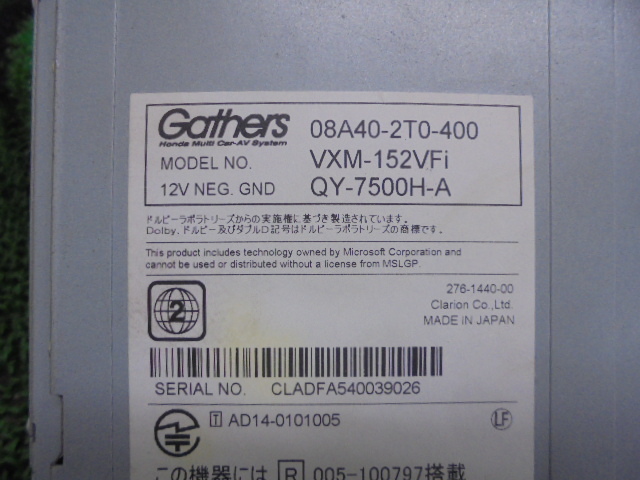 Gathers 08A40-2T0-400
Honda Multi Car-AV System
MODEL NO. VXM-152VFi
12V NEG. GND QY-7500H-A
ドルビーラボラトリーズからの実施権に基づき製造されています。
Dolby、ドルビー及びダブルD記号はドルビーラボラトリーズの商標です。
This product includes technology owned by Microsoft Corporation and
cannot be used or distributed without a license from MSLGP.
2
276-1440-00
Clarion Co.,Ltd.
MADE IN JAPAN
SERIAL NO. CLADFA540039026
T AD14-0101005
LF
この機器には R 005-100797搭載